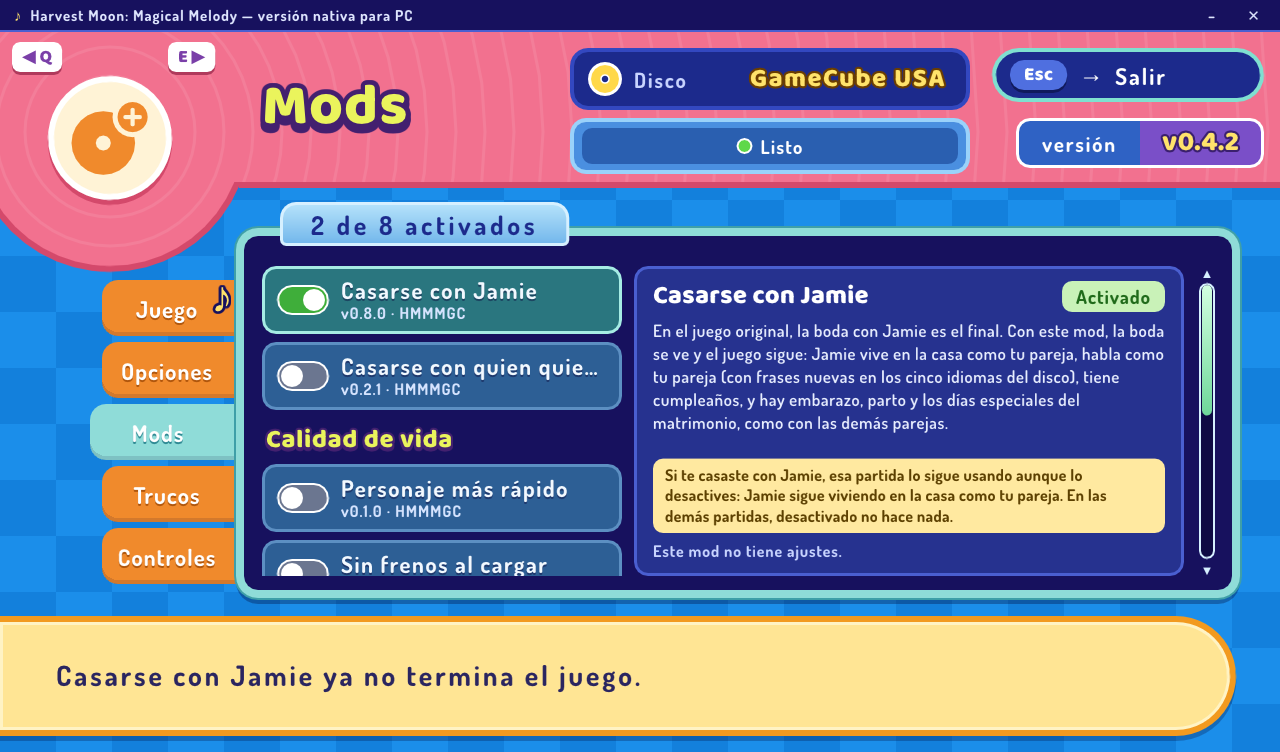 Harvest Moon: Magical Melody — versión nativa para PC
◀ Q
E ▶
Mods
Disco
GameCube USA
Listo
Esc → Salir
versión v0.4.2
2 de 8 activados
Juego
Opciones
Mods
Trucos
Controles
Casarse con Jamie
v0.8.0 · HMMMGC
Casarse con quien quie...
v0.2.1 · HMMMGC
Calidad de vida
Personaje más rápido
v0.1.0 · HMMMGC
Sin frenos al cargar
Casarse con Jamie
Activado
En el juego original, la boda con Jamie es el final. Con este mod, la boda
se ve y el juego sigue: Jamie vive en la casa como tu pareja, habla como
tu pareja (con frases nuevas en los cinco idiomas del disco), tiene
cumpleaños, y hay embarazo, parto y los días especiales del
matrimonio, como con las demás parejas.
Si te casaste con Jamie, esa partida lo sigue usando aunque lo
desactives: Jamie sigue viviendo en la casa como tu pareja. En las
demás partidas, desactivado no hace nada.
Este mod no tiene ajustes.
Casarse con Jamie ya no termina el juego.